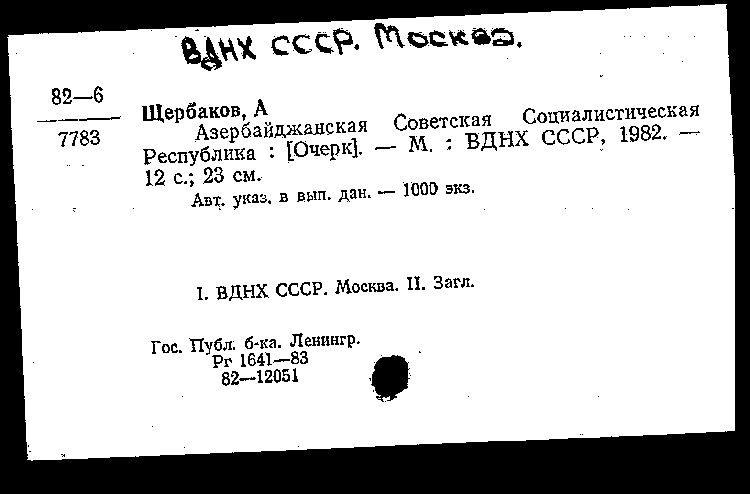 ВДНХ СССР. Москва.
82—6
7783
Щербаков, А
Азербайджанская Советская Социалистическая
Республика : [Очерк]. — М. : ВДНХ СССР, 1982. —
12 с.; 23 см.
Авт. указ. в вып. дан. — 1000 экз.
I. ВДНХ СССР. Москва. II. Загл.
Гос. Публ. б-ка. Ленингр.
Рг 1641—83
82—12051